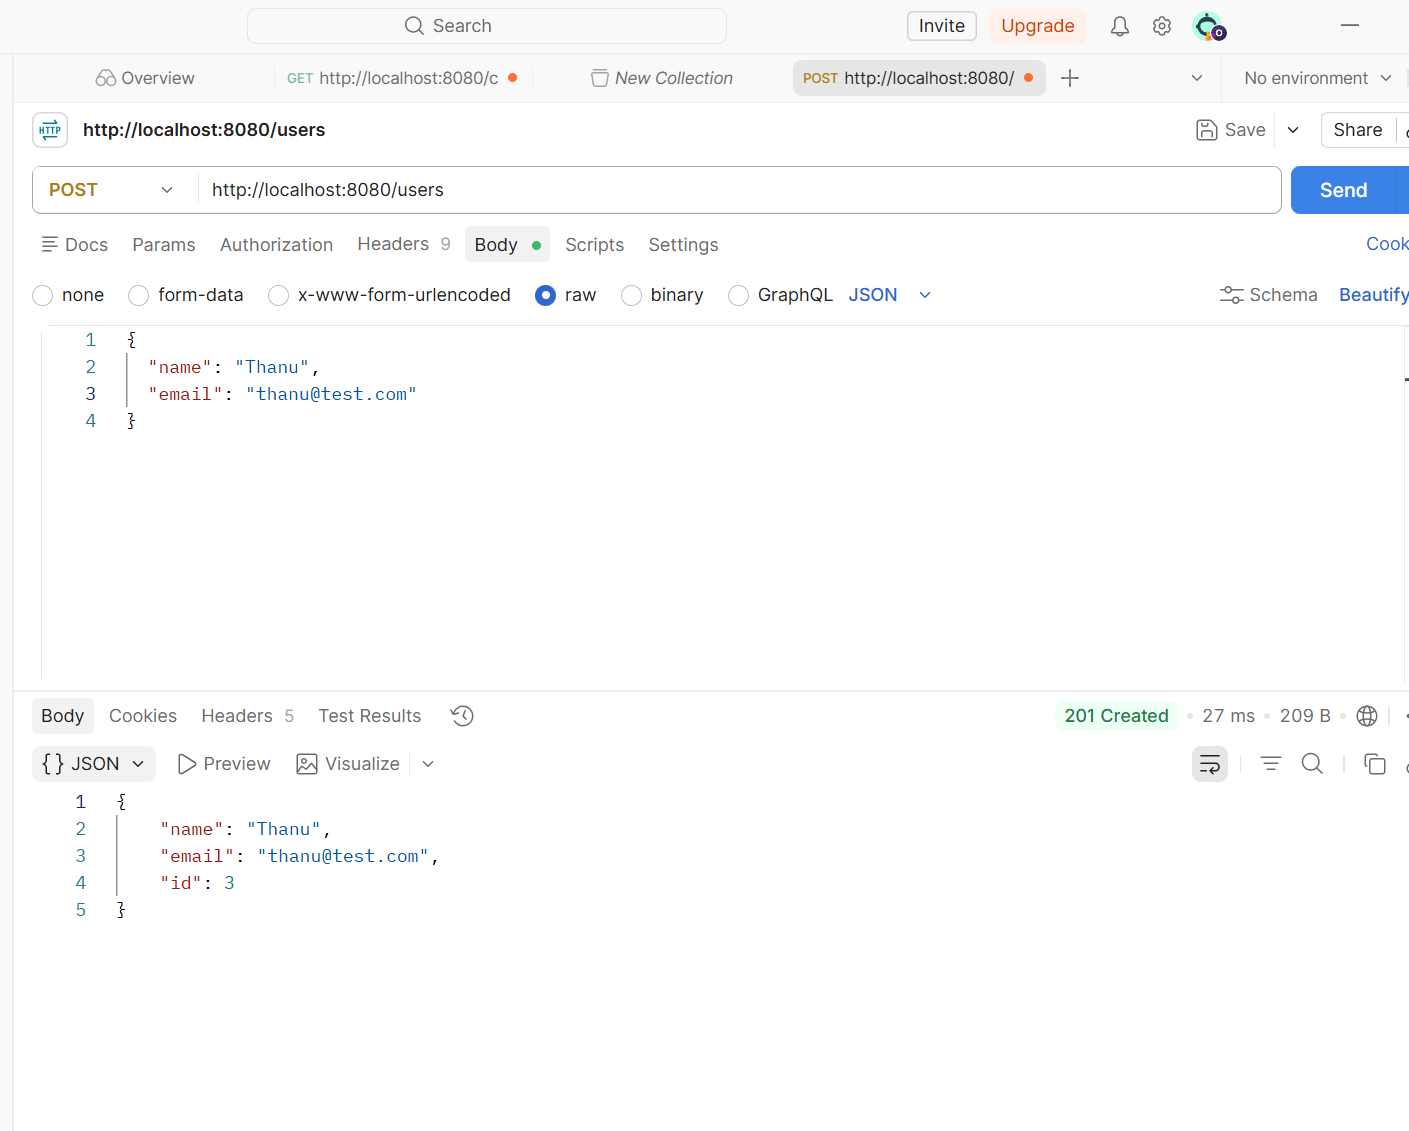 Search
Invite
Upgrade
Overview
GET http://localhost:8080/c
New Collection
POST http://localhost:8080/
No environment
HTTP
http://localhost:8080/users
Save
Share
POST
http://localhost:8080/users
Send
Docs
Params
Authorization
Headers 9
Body
Scripts
Settings
Cook
none
form-data
x-www-form-urlencoded
raw
binary
GraphQL
JSON
Schema
Beautify
1 {
2 "name": "Thanu",
3 "email": "thanu@test.com"
4 }
Body
Cookies
Headers 5
Test Results
201 Created
27 ms
209 B
{} JSON
Preview
Visualize
1 {
2 "name": "Thanu",
3 "email": "thanu@test.com",
4 "id": 3
5 }